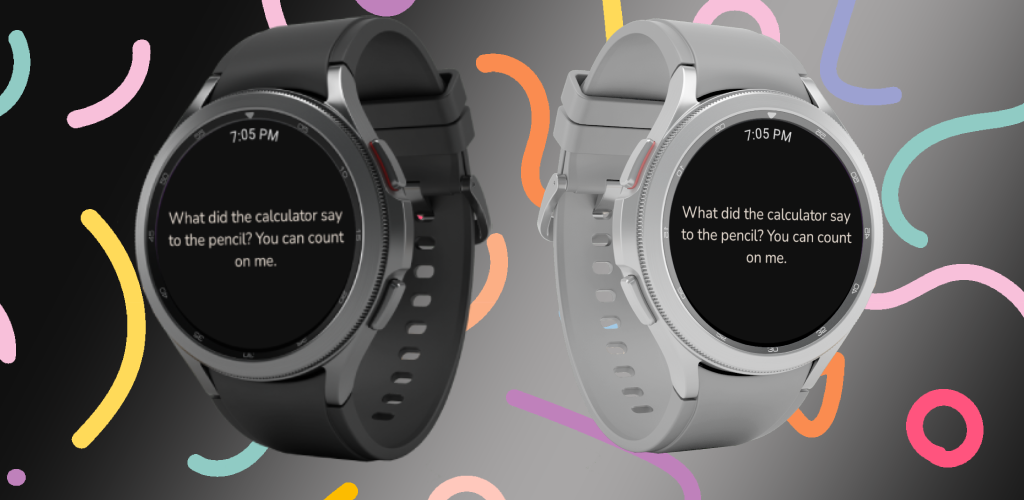 7:05 PM
What did the calculator say
to the pencil? You can count
on me.
7:05 PM
What did the calculator say
to the pencil? You can count
on me.